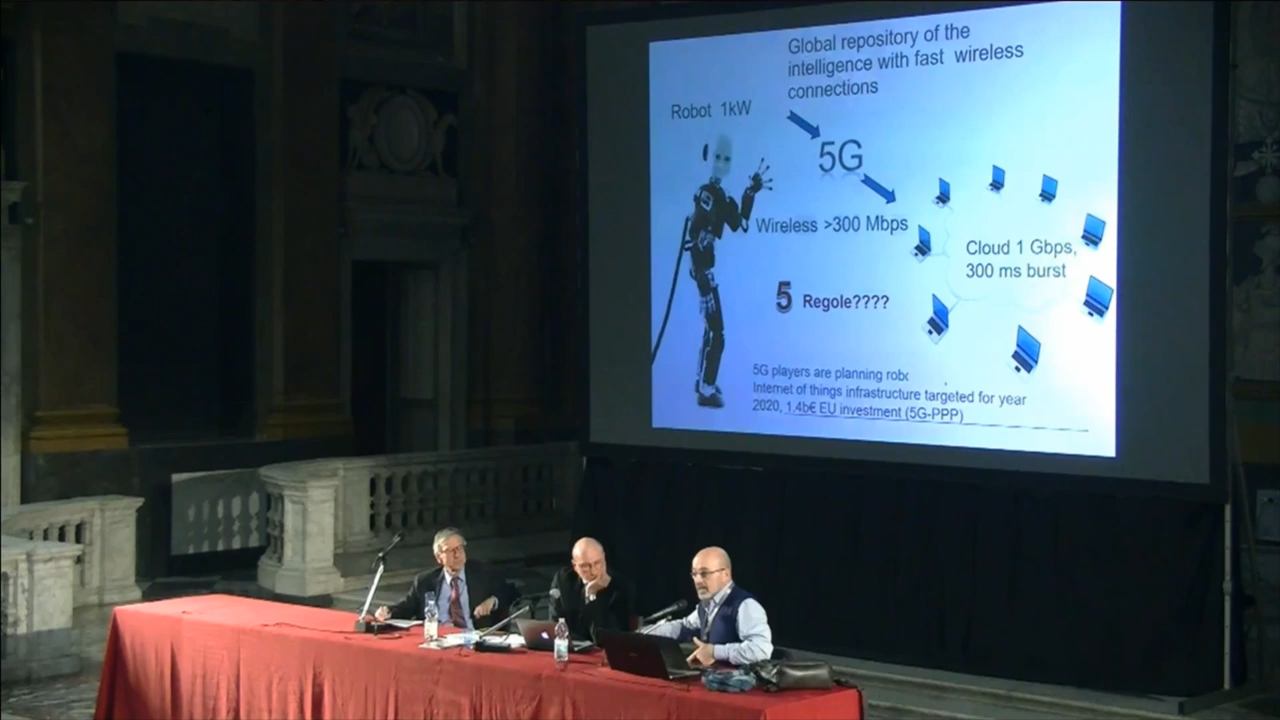 Global repository of the
intelligence with fast wireless
connections
Robot 1kW
5G
Wireless >300 Mbps
Cloud 1 Gbps,
300 ms burst
5 Regole????
5G players are planning
Internet of things infrastructure targeted for year
2020, 1.4b€ EU investment (5G-PPP)